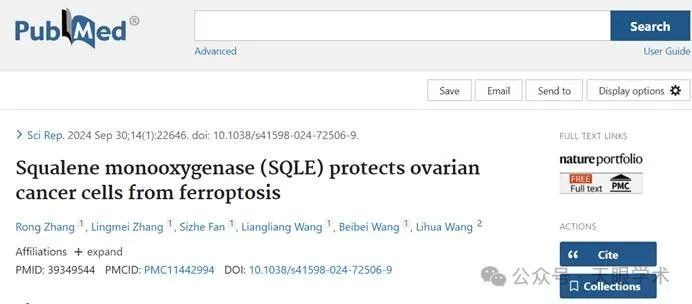 PubMed®
Search
Advanced
User Guide
Save
Email
Send to
Display options
> Sci Rep. 2024 Sep 30;14(1):22646. doi: 10.1038/s41598-024-72506-9.
Squalene monooxygenase (SQLE) protects ovarian
cancer cells from ferroptosis
Rong Zhang 1, Lingmei Zhang 1, Sizhe Fan 1, Liangliang Wang 1, Beibei Wang 1, Lihua Wang 2
Affiliations + expand
PMID: 39349544 PMCID: PMC11442994 DOI: 10.1038/s41598-024-72506-9
FULL TEXT LINKS
natureportfolio
FREE
Full text
PMC
ACTIONS
Cite
Collections
公众号·天眼学术